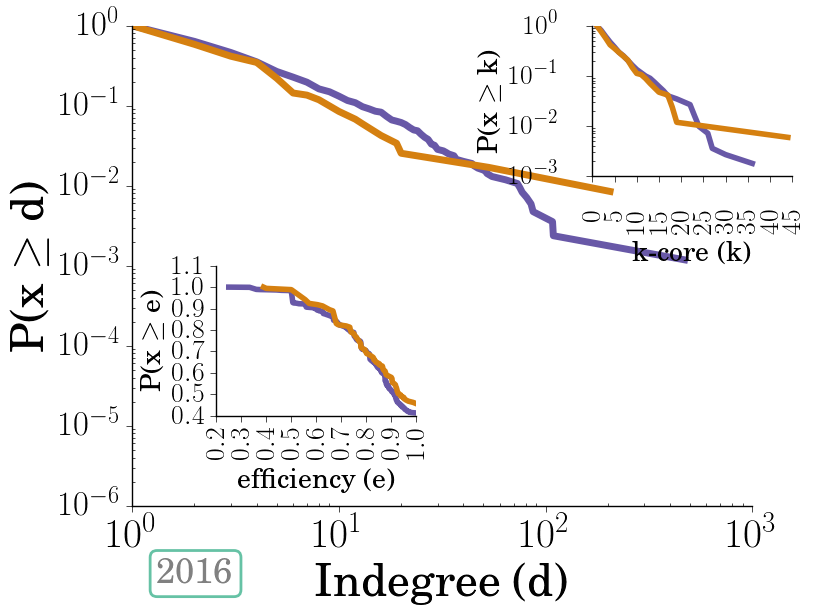 10^0
10^-1
10^-2
10^-3
10^-4
10^-5
10^-6
P(x ≥ d)
10^0 10^1 10^2 10^3
Indegree (d)
2016
10^0
10^-1
10^-2
10^-3
P(x ≥ k)
0 5 10 15 20 25 30 35 40 45
k-core (k)
1.1
1.0
0.9
0.8
0.7
0.6
0.5
0.4
P(x ≥ e)
0.2 0.3 0.4 0.5 0.6 0.7 0.8 0.9 1.0
efficiency (e)